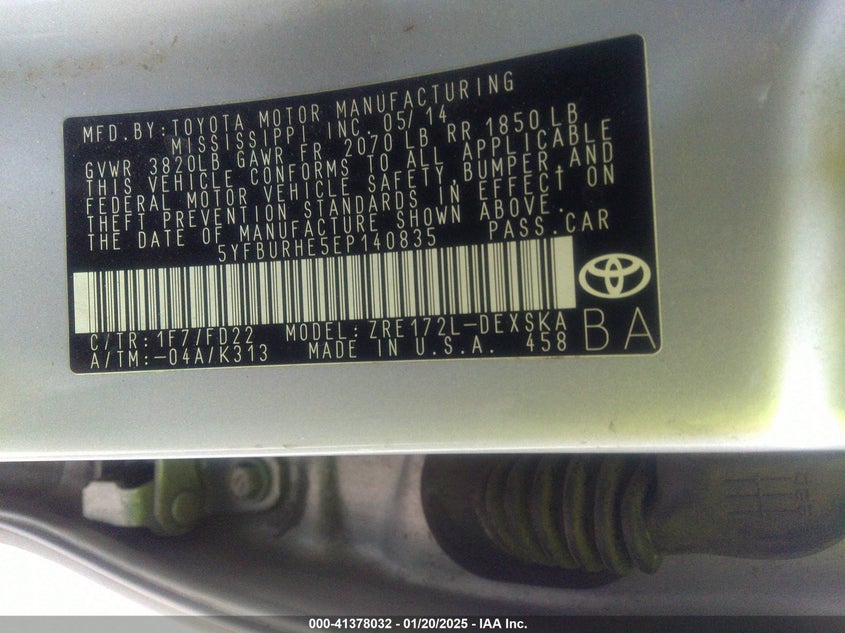 MFD. BY: TOYOTA MOTOR MANUFACTURING
MISSISSIPPI INC. 05/14
GVWR 3820LB GAWR FR 2070 LB RR 1850 LB
THIS VEHICLE CONFORMS TO ALL APPLICABLE
FEDERAL MOTOR VEHICLE SAFETY, BUMPER, AND
THEFT PREVENTION STANDARDS IN EFFECT ON
THE DATE OF MANUFACTURE SHOWN ABOVE.
5YFBURHE5EP140835 PASS. CAR
C/TR: 1F7/FD22 MODEL: ZRE172L-DEXSKA
A/TM: -04A/K313 MADE IN U.S.A. 458
BA
000-41378032 - 01/20/2025 - IAA Inc.